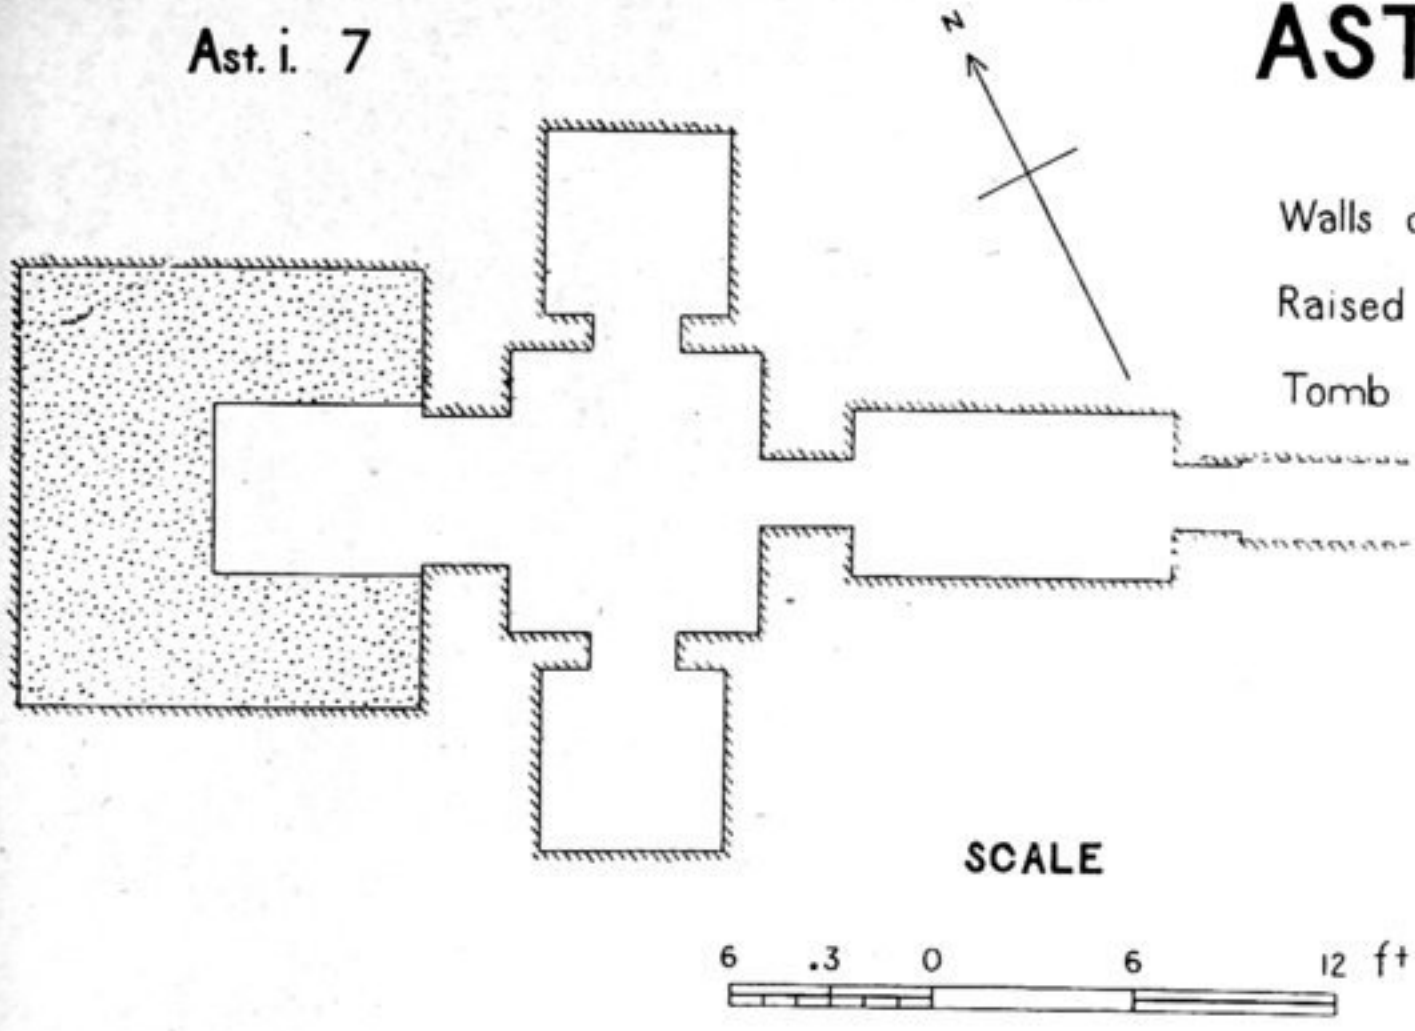 Ast. i. 7
N
AST
Walls
Raised
Tomb
SCALE
6 .3 0 6 12 ft